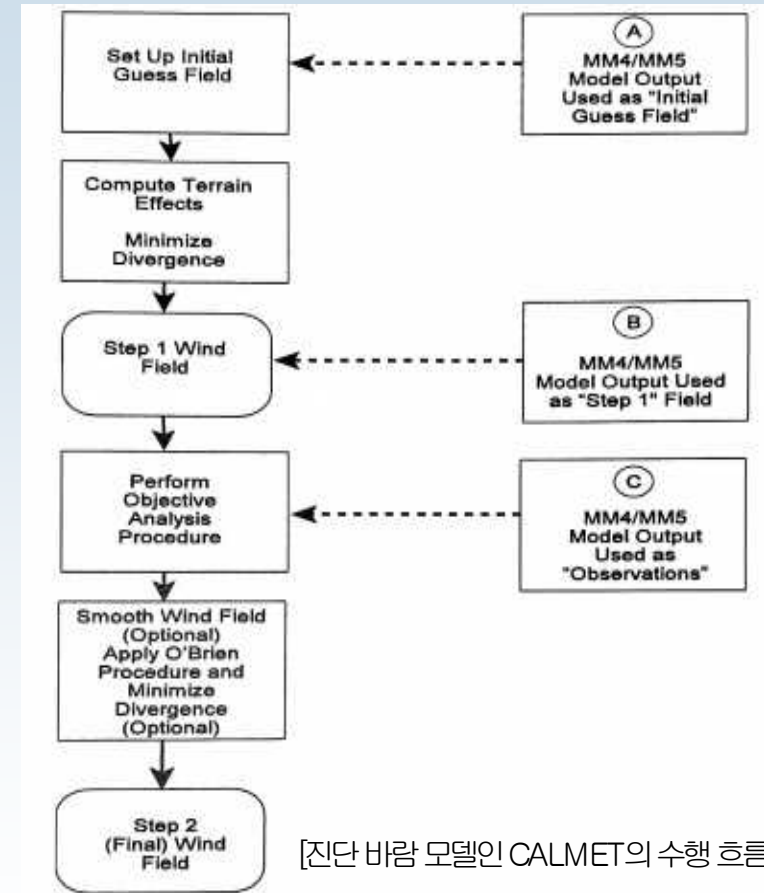 Set Up Initial
Guess Field
A
MM4/MM5
Model Output
Used as "Initial
Guess Field"
Compute Terrain
Effects
Minimize
Divergence
Step 1 Wind
Field
B
MM4/MM5
Model Output Used
as "Step 1" Field
Perform
Objective
Analysis
Procedure
C
MM4/MM5
Model Output
Used as
"Observations"
Smooth Wind Field
(Optional)
Apply O'Brien
Procedure and
Minimize
Divergence
(Optional)
Step 2
(Final) Wind
Field
[진단 바람 모델인 CALMET의 수행 흐름